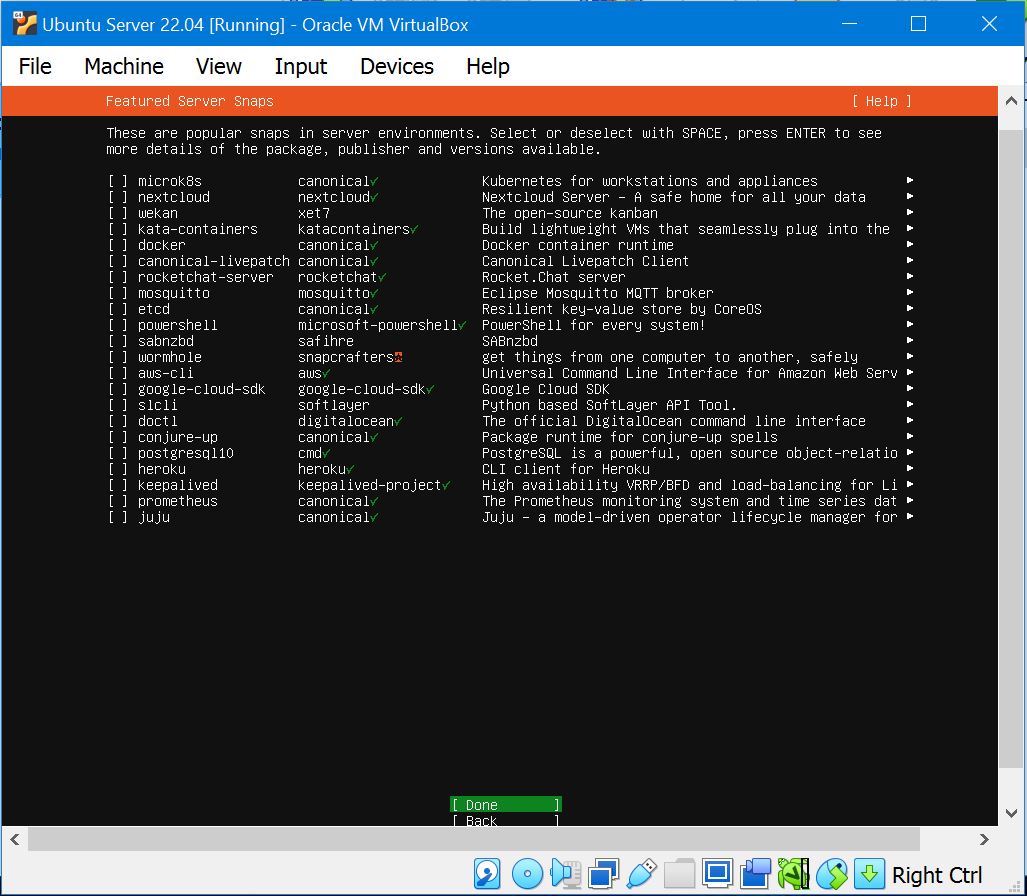 Ubuntu Server 22.04 [Running] - Oracle VM VirtualBox
File Machine View Input Devices Help
Featured Server Snaps [ Help ]
These are popular snaps in server environments. Select or deselect with SPACE, press ENTER to see
more details of the package, publisher and versions available.
[ ] microk8s canonical✓ Kubernetes for workstations and appliances ▸
[ ] nextcloud nextcloud✓ Nextcloud Server - A safe home for all your data ▸
[ ] wekan xet7 The open-source kanban ▸
[ ] kata-containers katacontainers✓ Build lightweight VMs that seamlessly plug into the ▸
[ ] docker canonical✓ Docker container runtime ▸
[ ] canonical-livepatch canonical✓ Canonical Livepatch Client ▸
[ ] rocketchat-server rocketchat✓ Rocket.Chat server ▸
[ ] mosquitto mosquitto✓ Eclipse Mosquitto MQTT broker ▸
[ ] etcd canonical✓ Resilient key-value store by CoreOS ▸
[ ] powershell microsoft-powershell✓ PowerShell for every system! ▸
[ ] sabnzbd safihre SABnzbd ▸
[ ] wormhole snapcrafters get things from one computer to another, safely ▸
[ ] aws-cli aws✓ Universal Command Line Interface for Amazon Web Serv ▸
[ ] google-cloud-sdk google-cloud-sdk✓ Google Cloud SDK ▸
[ ] slcli softlayer Python based SoftLayer API Tool. ▸
[ ] doctl digitalocean✓ The official DigitalOcean command line interface ▸
[ ] conjure-up canonical✓ Package runtime for conjure-up spells ▸
[ ] postgresql10 cmd✓ PostgreSQL is a powerful, open source object-relatio ▸
[ ] heroku heroku✓ CLI client for Heroku ▸
[ ] keepalived keepalived-project✓ High availability VRRP/BFD and load-balancing for Li ▸
[ ] prometheus canonical✓ The Prometheus monitoring system and time series dat ▸
[ ] juju canonical✓ Juju - a model-driven operator lifecycle manager for ▸
[ Done ]
[ Back ]
Right Ctrl